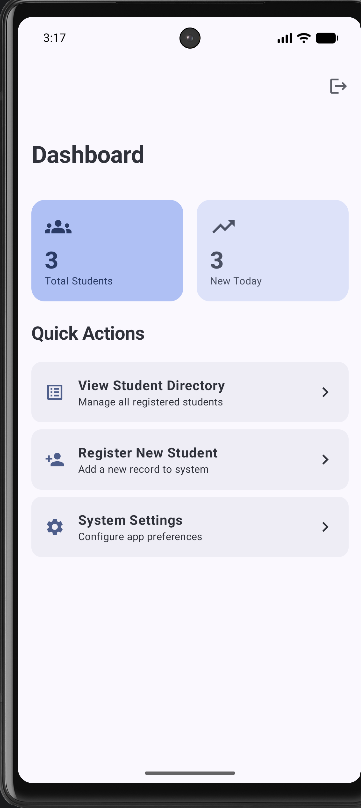 3:17
Dashboard
3
Total Students
3
New Today
Quick Actions
View Student Directory
Manage all registered students
Register New Student
Add a new record to system
System Settings
Configure app preferences